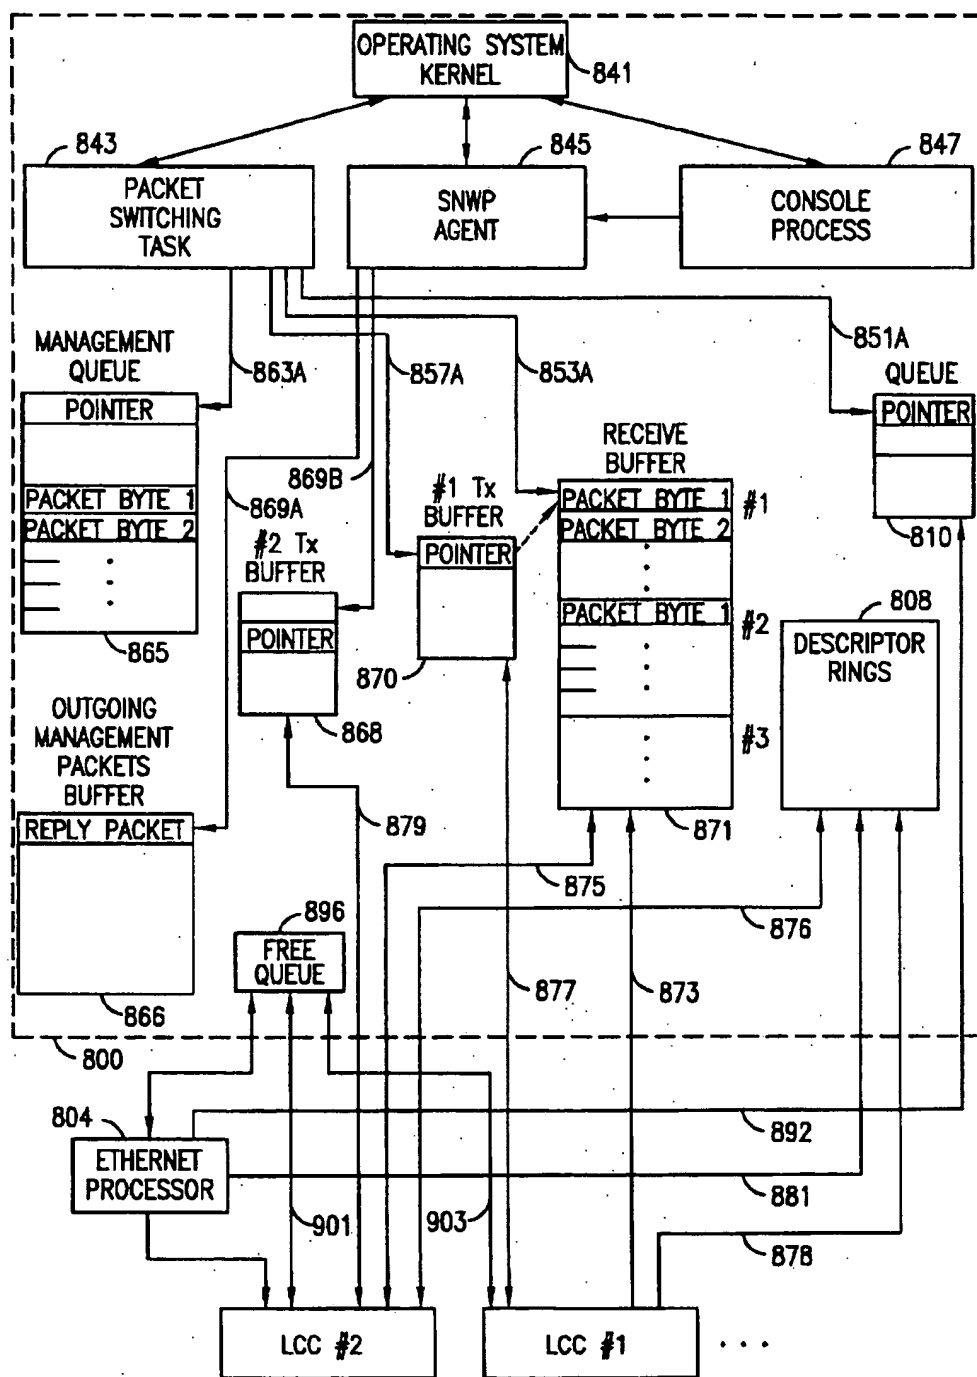 OPERATING SYSTEM
KERNEL
841
843
845
847
PACKET
SWITCHING
TASK
SNWP
AGENT
CONSOLE
PROCESS
MANAGEMENT
QUEUE
863A
857A
853A
851A
QUEUE
POINTER
POINTER
RECEIVE
BUFFER
869B
869A
#1 Tx
BUFFER
PACKET BYTE 1
#1
PACKET BYTE 1
PACKET BYTE 2
PACKET BYTE 2
810
#2 Tx
BUFFER
POINTER
808
PACKET BYTE 1
#2
POINTER
DESCRIPTOR
RINGS
865
870
868
#3
OUTGOING
MANAGEMENT
PACKETS
BUFFER
REPLY PACKET
879
871
875
876
896
FREE
QUEUE
877
873
866
800
804
892
ETHERNET
PROCESSOR
881
901
903
878
LCC #2
LCC #1
. . .